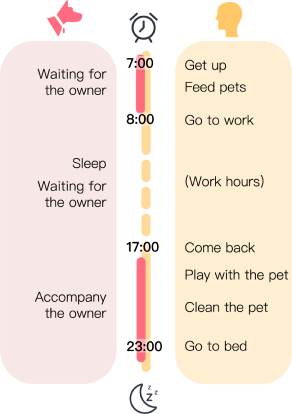 7:00
Waiting for
the owner
Get up
Feed pets
8:00
Go to work
Sleep
Waiting for
the owner
(Work hours)
17:00
Come back
Play with the pet
Accompany
the owner
Clean the pet
23:00
Go to bed
z
z
z